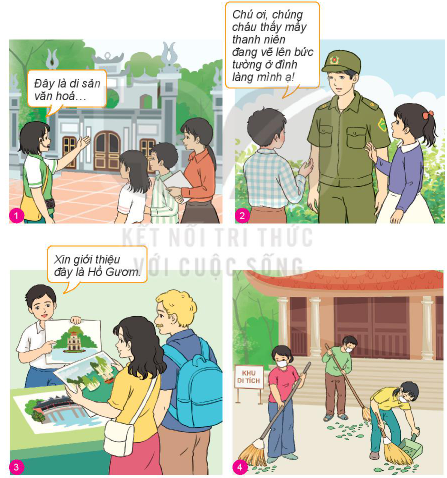 Đây là di sản
văn hoá...
1
Chú ơi, chúng
cháu thấy mấy
thanh niên
đang vẽ lên bức
tường ở đình
làng mình ạ!
2
KẾT NỐI TRI THỨC
VỚI CUỘC SỐNG
Xin giới thiệu
đây là Hồ Gươm.
3
KHU
DI TÍCH
4